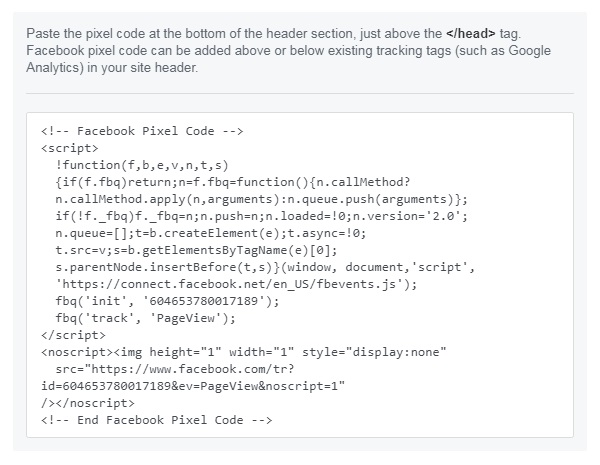 Paste the pixel code at the bottom of the header section, just above the </head> tag.
Facebook pixel code can be added above or below existing tracking tags (such as Google
Analytics) in your site header.
<!-- Facebook Pixel Code -->
<script>
!function(f,b,e,v,n,t,s)
{if(f.fbq)return;n=f.fbq=function(){n.callMethod?
n.callMethod.apply(n,arguments):n.queue.push(arguments)};
if(!f._fbq)f._fbq=n;n.push=n;n.loaded=!0;n.version='2.0';
n.queue=[];t=b.createElement(e);t.async=!0;
t.src=v;s=b.getElementsByTagName(e)[0];
s.parentNode.insertBefore(t,s)}(window, document,'script',
'https://connect.facebook.net/en_US/fbevents.js');
fbq('init', '604653780017189');
fbq('track', 'PageView');
</script>
<noscript><img height="1" width="1" style="display:none"
src="https://www.facebook.com/tr?
id=604653780017189&ev=PageView&noscript=1"
/></noscript>
<!-- End Facebook Pixel Code -->